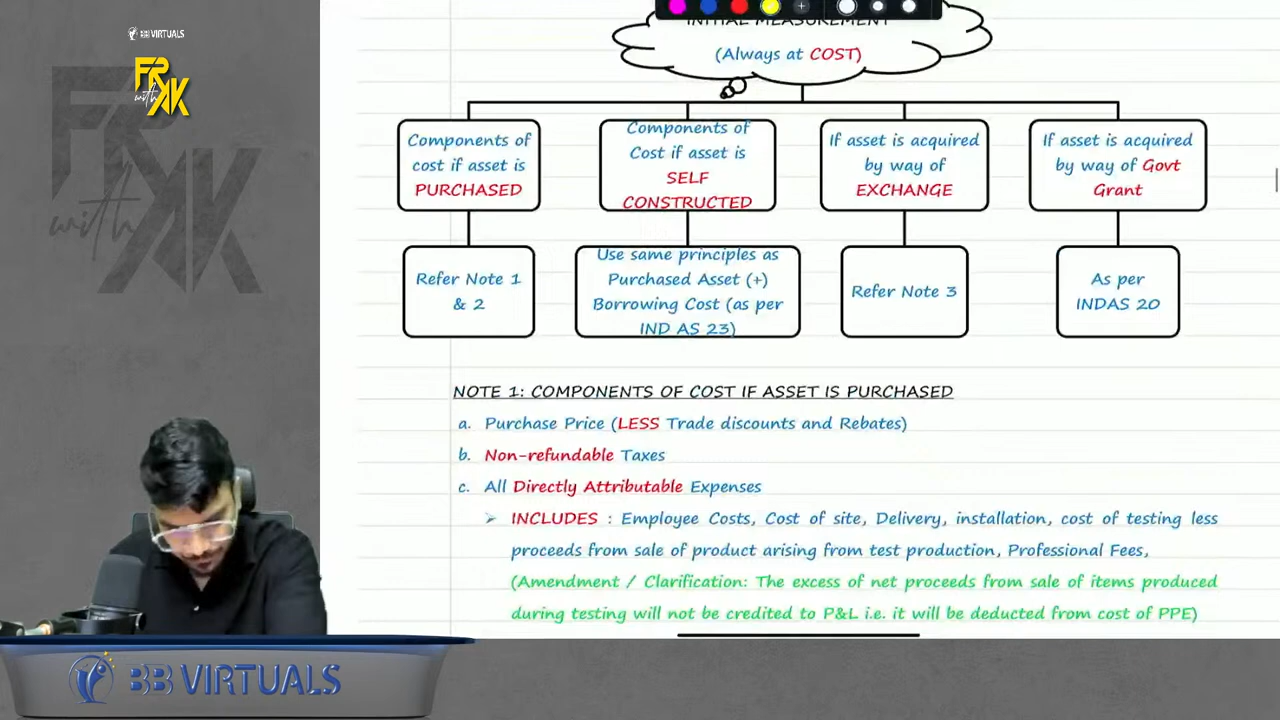 BB VIRTUALS
FR
with
AK
INITIAL MEASUREMENT
(Always at COST)
Components of
cost if asset is
PURCHASED
Components of
Cost if asset is
SELF
CONSTRUCTED
If asset is acquired
by way of
EXCHANGE
If asset is acquired
by way of Govt
Grant
Refer Note 1
& 2
Use same principles as
Purchased Asset (+)
Borrowing Cost (as per
IND AS 23)
Refer Note 3
As per
INDAS 20
NOTE 1: COMPONENTS OF COST IF ASSET IS PURCHASED
a. Purchase Price (LESS Trade discounts and Rebates)
b. Non-refundable Taxes
c. All Directly Attributable Expenses
➢ INCLUDES : Employee Costs, Cost of site, Delivery, installation, cost of testing less
proceeds from sale of product arising from test production, Professional Fees,
(Amendment / Clarification: The excess of net proceeds from sale of items produced
during testing will not be credited to P&L i.e. it will be deducted from cost of PPE)
BB VIRTUALS